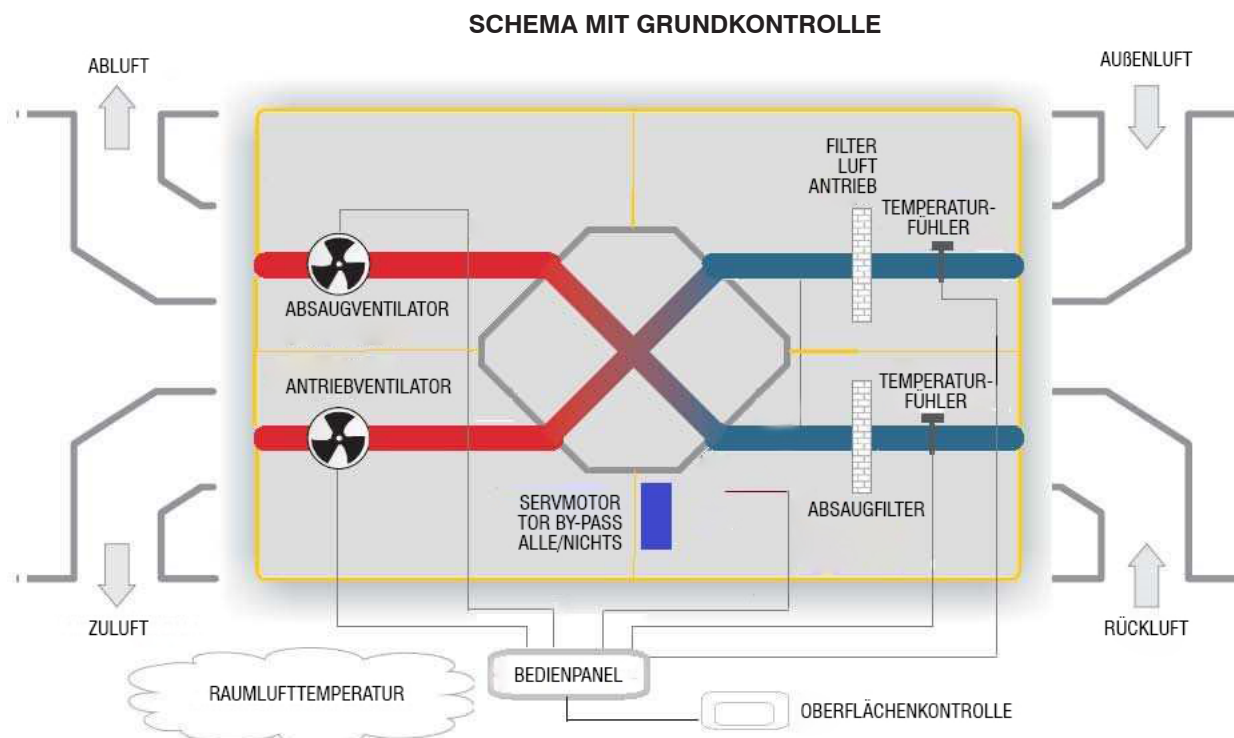 SCHEMA MIT GRUNDKONTROLLE
ABLUFT
AUßENLUFT
FILTER
LUFT
ANTRIEB
TEMPERATUR-
FÜHLER
ABSAUGVENTILATOR
ANTRIEBVENTILATOR
TEMPERATUR-
FÜHLER
SERVMOTOR
TOR BY-PASS
ALLE/NICHTS
ABSAUGFILTER
ZULUFT
RÜCKLUFT
RAUMLUFTTEMPERATUR
BEDIENPANEL
OBERFLÄCHENKONTROLLE